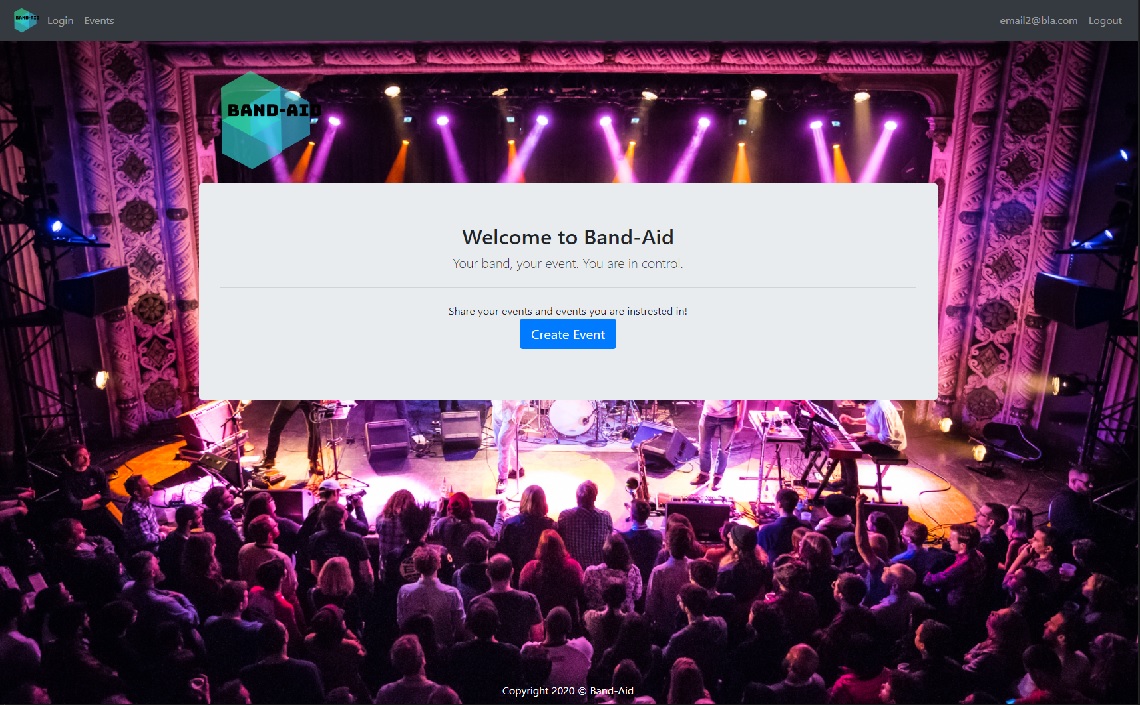 BAND-AID
Login
Events
email2@bla.com
Logout
BAND-AID
Welcome to Band-Aid
Your band, your event. You are in control.
Share your events and events you are instrested in!
Create Event
Copyright 2020 © Band-Aid